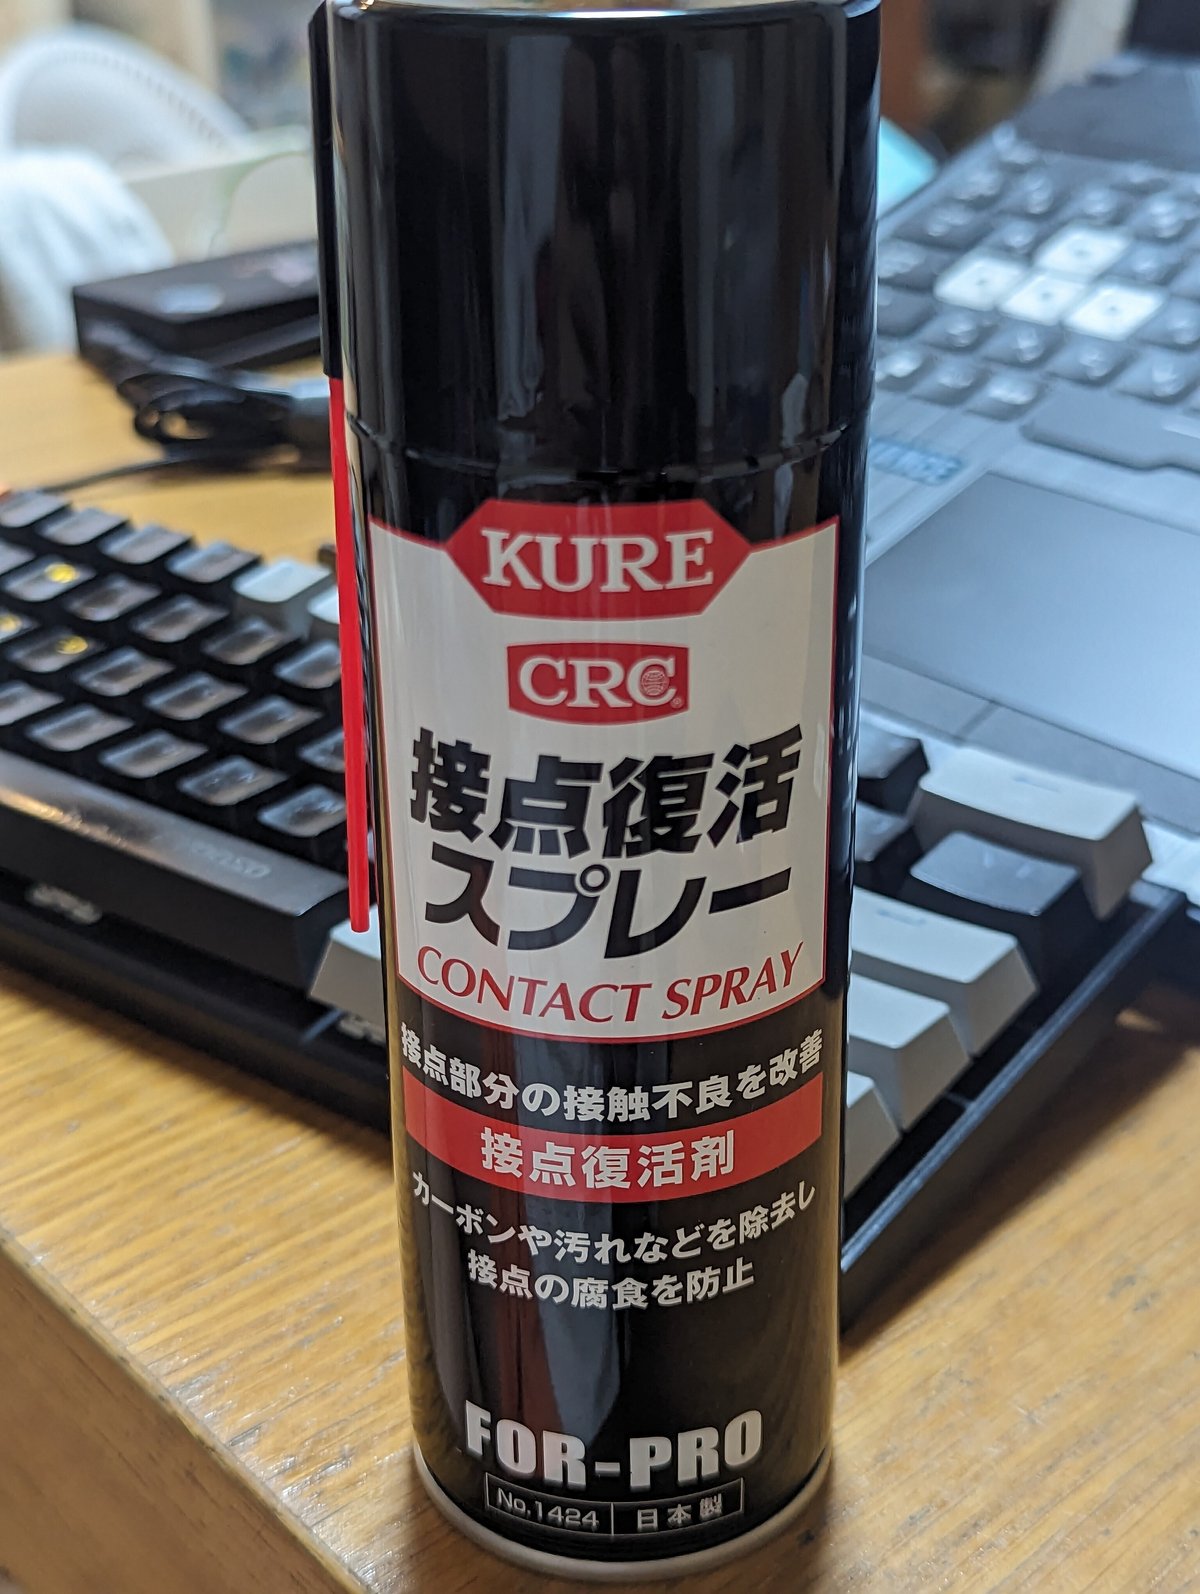 KURE
CRC
接点復活
スプレー
CONTACT SPRAY
接点部分の接触不良を改善
接点復活剤
カーボンや汚れなどを除去し
接点の腐食を防止
FOR-PRO
No.1424 日本製